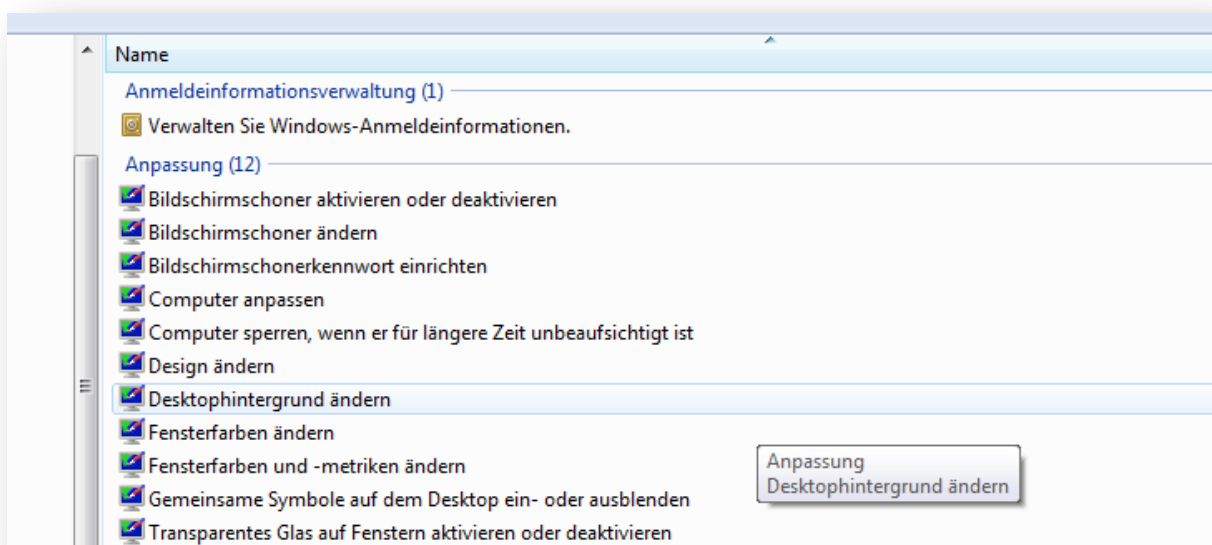 Name
Anmeldeinformationsverwaltung (1)
Verwalten Sie Windows-Anmeldeinformationen.
Anpassung (12)
Bildschirmschoner aktivieren oder deaktivieren
Bildschirmschoner ändern
Bildschirmschonerkennwort einrichten
Computer anpassen
Computer sperren, wenn er für längere Zeit unbeaufsichtigt ist
Design ändern
Desktophintergrund ändern
Fensterfarben ändern
Fensterfarben und -metriken ändern
Gemeinsame Symbole auf dem Desktop ein- oder ausblenden
Transparentes Glas auf Fenstern aktivieren oder deaktivieren
Anpassung
Desktophintergrund ändern